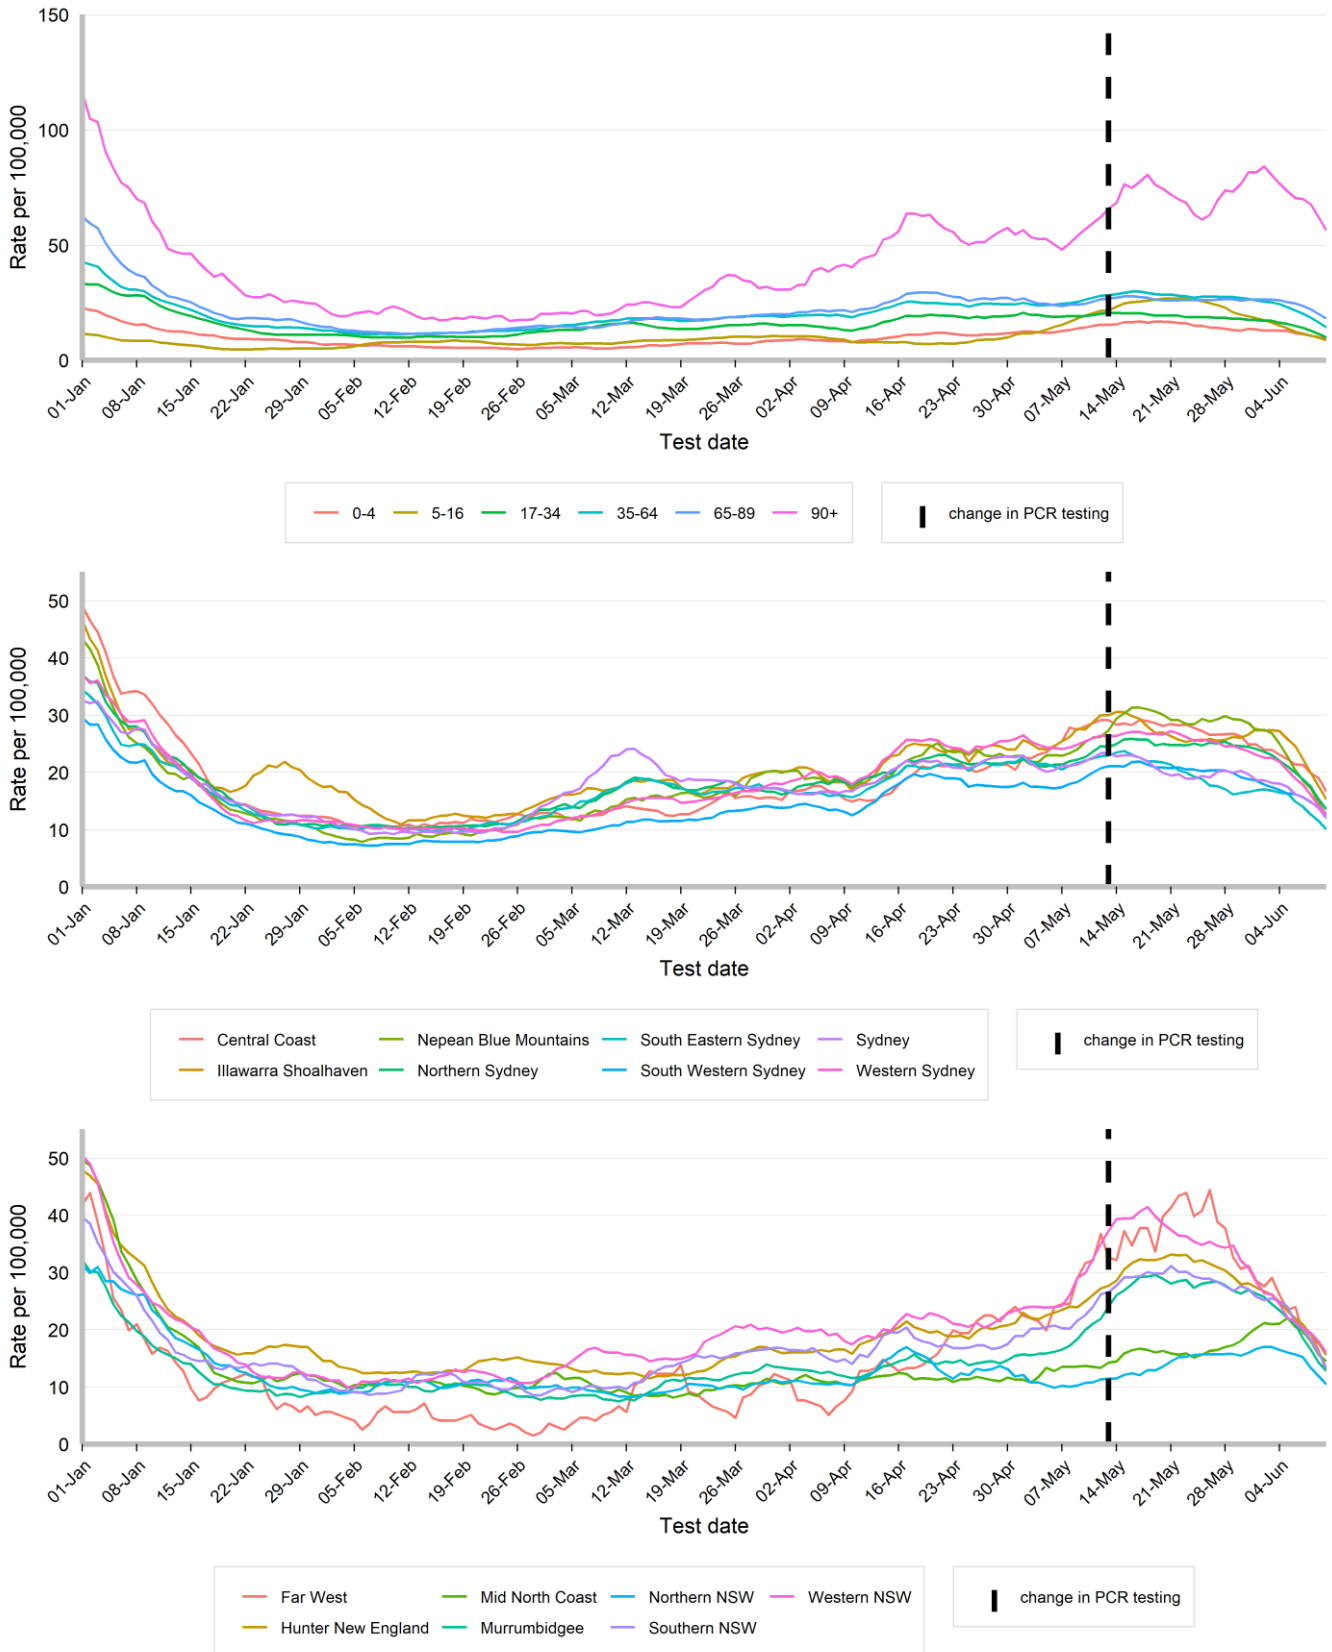 150
100
50
0
Rate per 100,000
01-Jan 08-Jan 15-Jan 22-Jan 29-Jan 05-Feb 12-Feb 19-Feb 26-Feb 05-Mar 12-Mar 19-Mar 26-Mar 02-Apr 09-Apr 16-Apr 23-Apr 30-Apr 07-May 14-May 21-May 28-May 04-Jun
Test date
0-4 5-16 17-34 35-64 65-89 90+ change in PCR testing
50
40
30
20
10
0
Rate per 100,000
01-Jan 08-Jan 15-Jan 22-Jan 29-Jan 05-Feb 12-Feb 19-Feb 26-Feb 05-Mar 12-Mar 19-Mar 26-Mar 02-Apr 09-Apr 16-Apr 23-Apr 30-Apr 07-May 14-May 21-May 28-May 04-Jun
Test date
Central Coast Nepean Blue Mountains South Eastern Sydney Sydney change in PCR testing
Illawarra Shoalhaven Northern Sydney South Western Sydney Western Sydney
50
40
30
20
10
0
Rate per 100,000
01-Jan 08-Jan 15-Jan 22-Jan 29-Jan 05-Feb 12-Feb 19-Feb 26-Feb 05-Mar 12-Mar 19-Mar 26-Mar 02-Apr 09-Apr 16-Apr 23-Apr 30-Apr 07-May 14-May 21-May 28-May 04-Jun
Test date
Far West Mid North Coast Northern NSW Western NSW change in PCR testing
Hunter New England Murrumbidgee Southern NSW